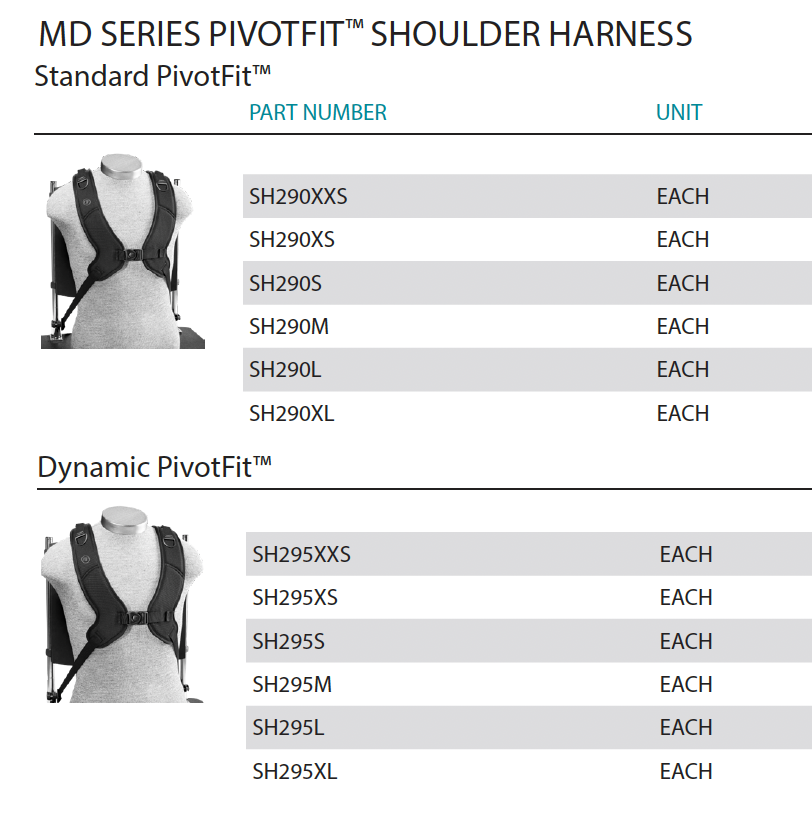 MD SERIES PIVOTFIT™ SHOULDER HARNESS
Standard PivotFit™
PART NUMBER UNIT
SH290XXS EACH
SH290XS EACH
SH290S EACH
SH290M EACH
SH290L EACH
SH290XL EACH
Dynamic PivotFit™
SH295XXS EACH
SH295XS EACH
SH295S EACH
SH295M EACH
SH295L EACH
SH295XL EACH